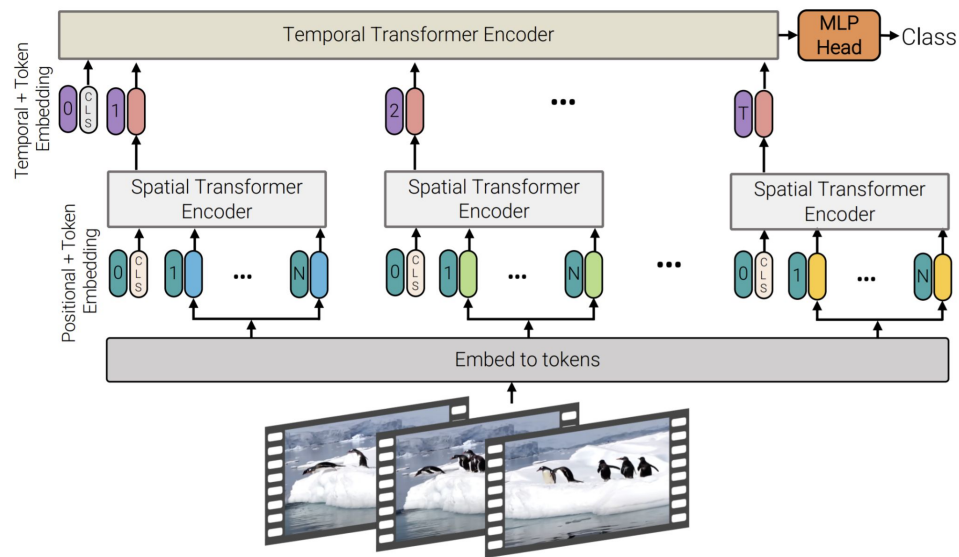 Temporal Transformer Encoder
MLP
Head
Class
Temporal + Token
Embedding
0
CLS
1
2
...
T
Spatial Transformer
Encoder
Spatial Transformer
Encoder
Spatial Transformer
Encoder
Positional + Token
Embedding
0
CLS
1
...
N
0
CLS
1
...
N
...
0
CLS
1
...
N
Embed to tokens